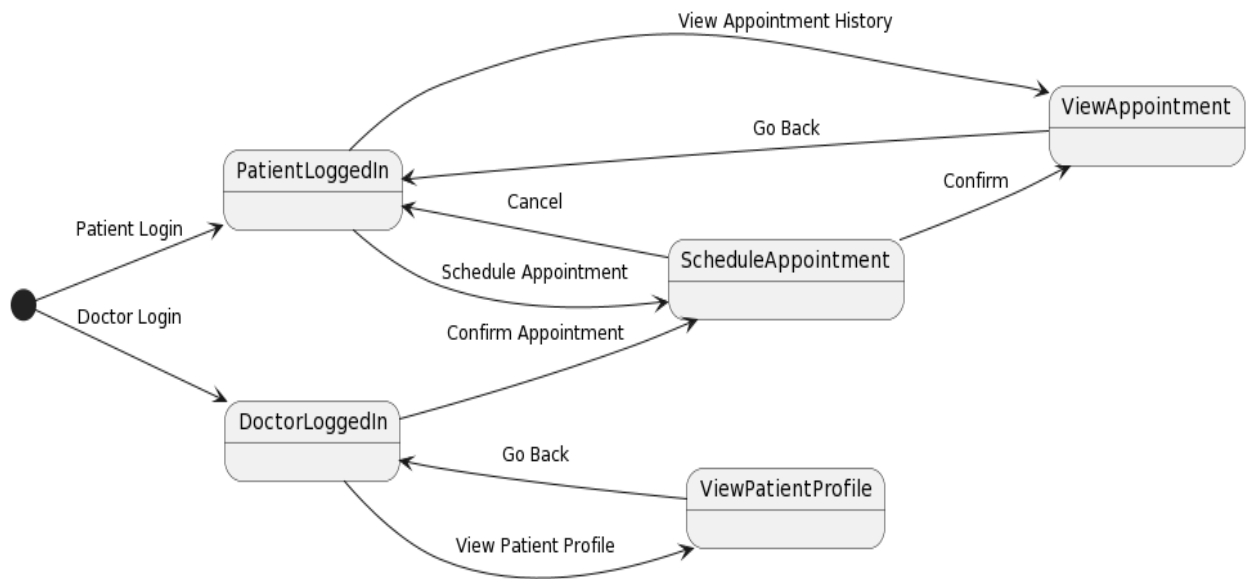 View Appointment History
ViewAppointment
Go Back
PatientLoggedIn
Confirm
Cancel
Patient Login
ScheduleAppointment
Schedule Appointment
Doctor Login
Confirm Appointment
DoctorLoggedIn
Go Back
ViewPatientProfile
View Patient Profile